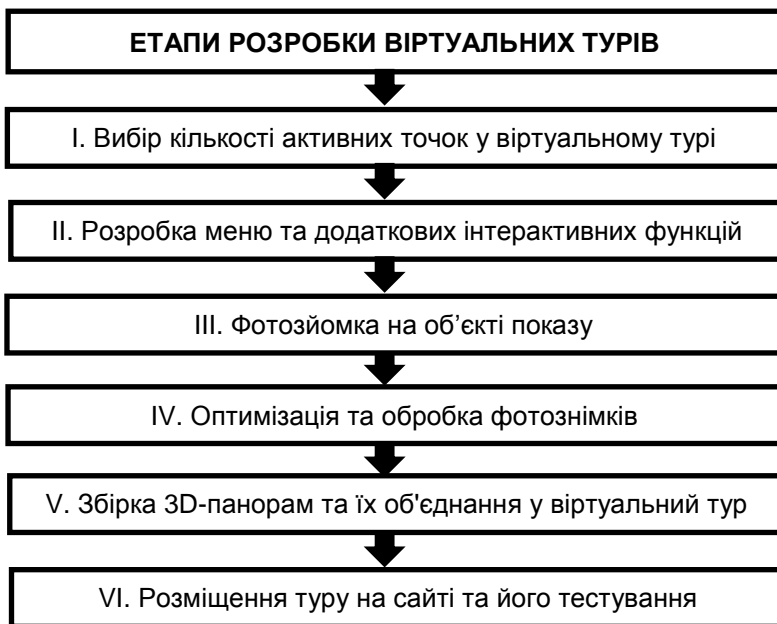 ЕТАПИ РОЗРОБКИ ВІРТУАЛЬНИХ ТУРІВ
І. Вибір кількості активних точок у віртуальному турі
ІІ. Розробка меню та додаткових інтерактивних функцій
ІІІ. Фотозйомка на об’єкті показу
IV. Оптимізація та обробка фотознімків
V. Збірка 3D-панорам та їх об'єднання у віртуальний тур
VI. Розміщення туру на сайті та його тестування